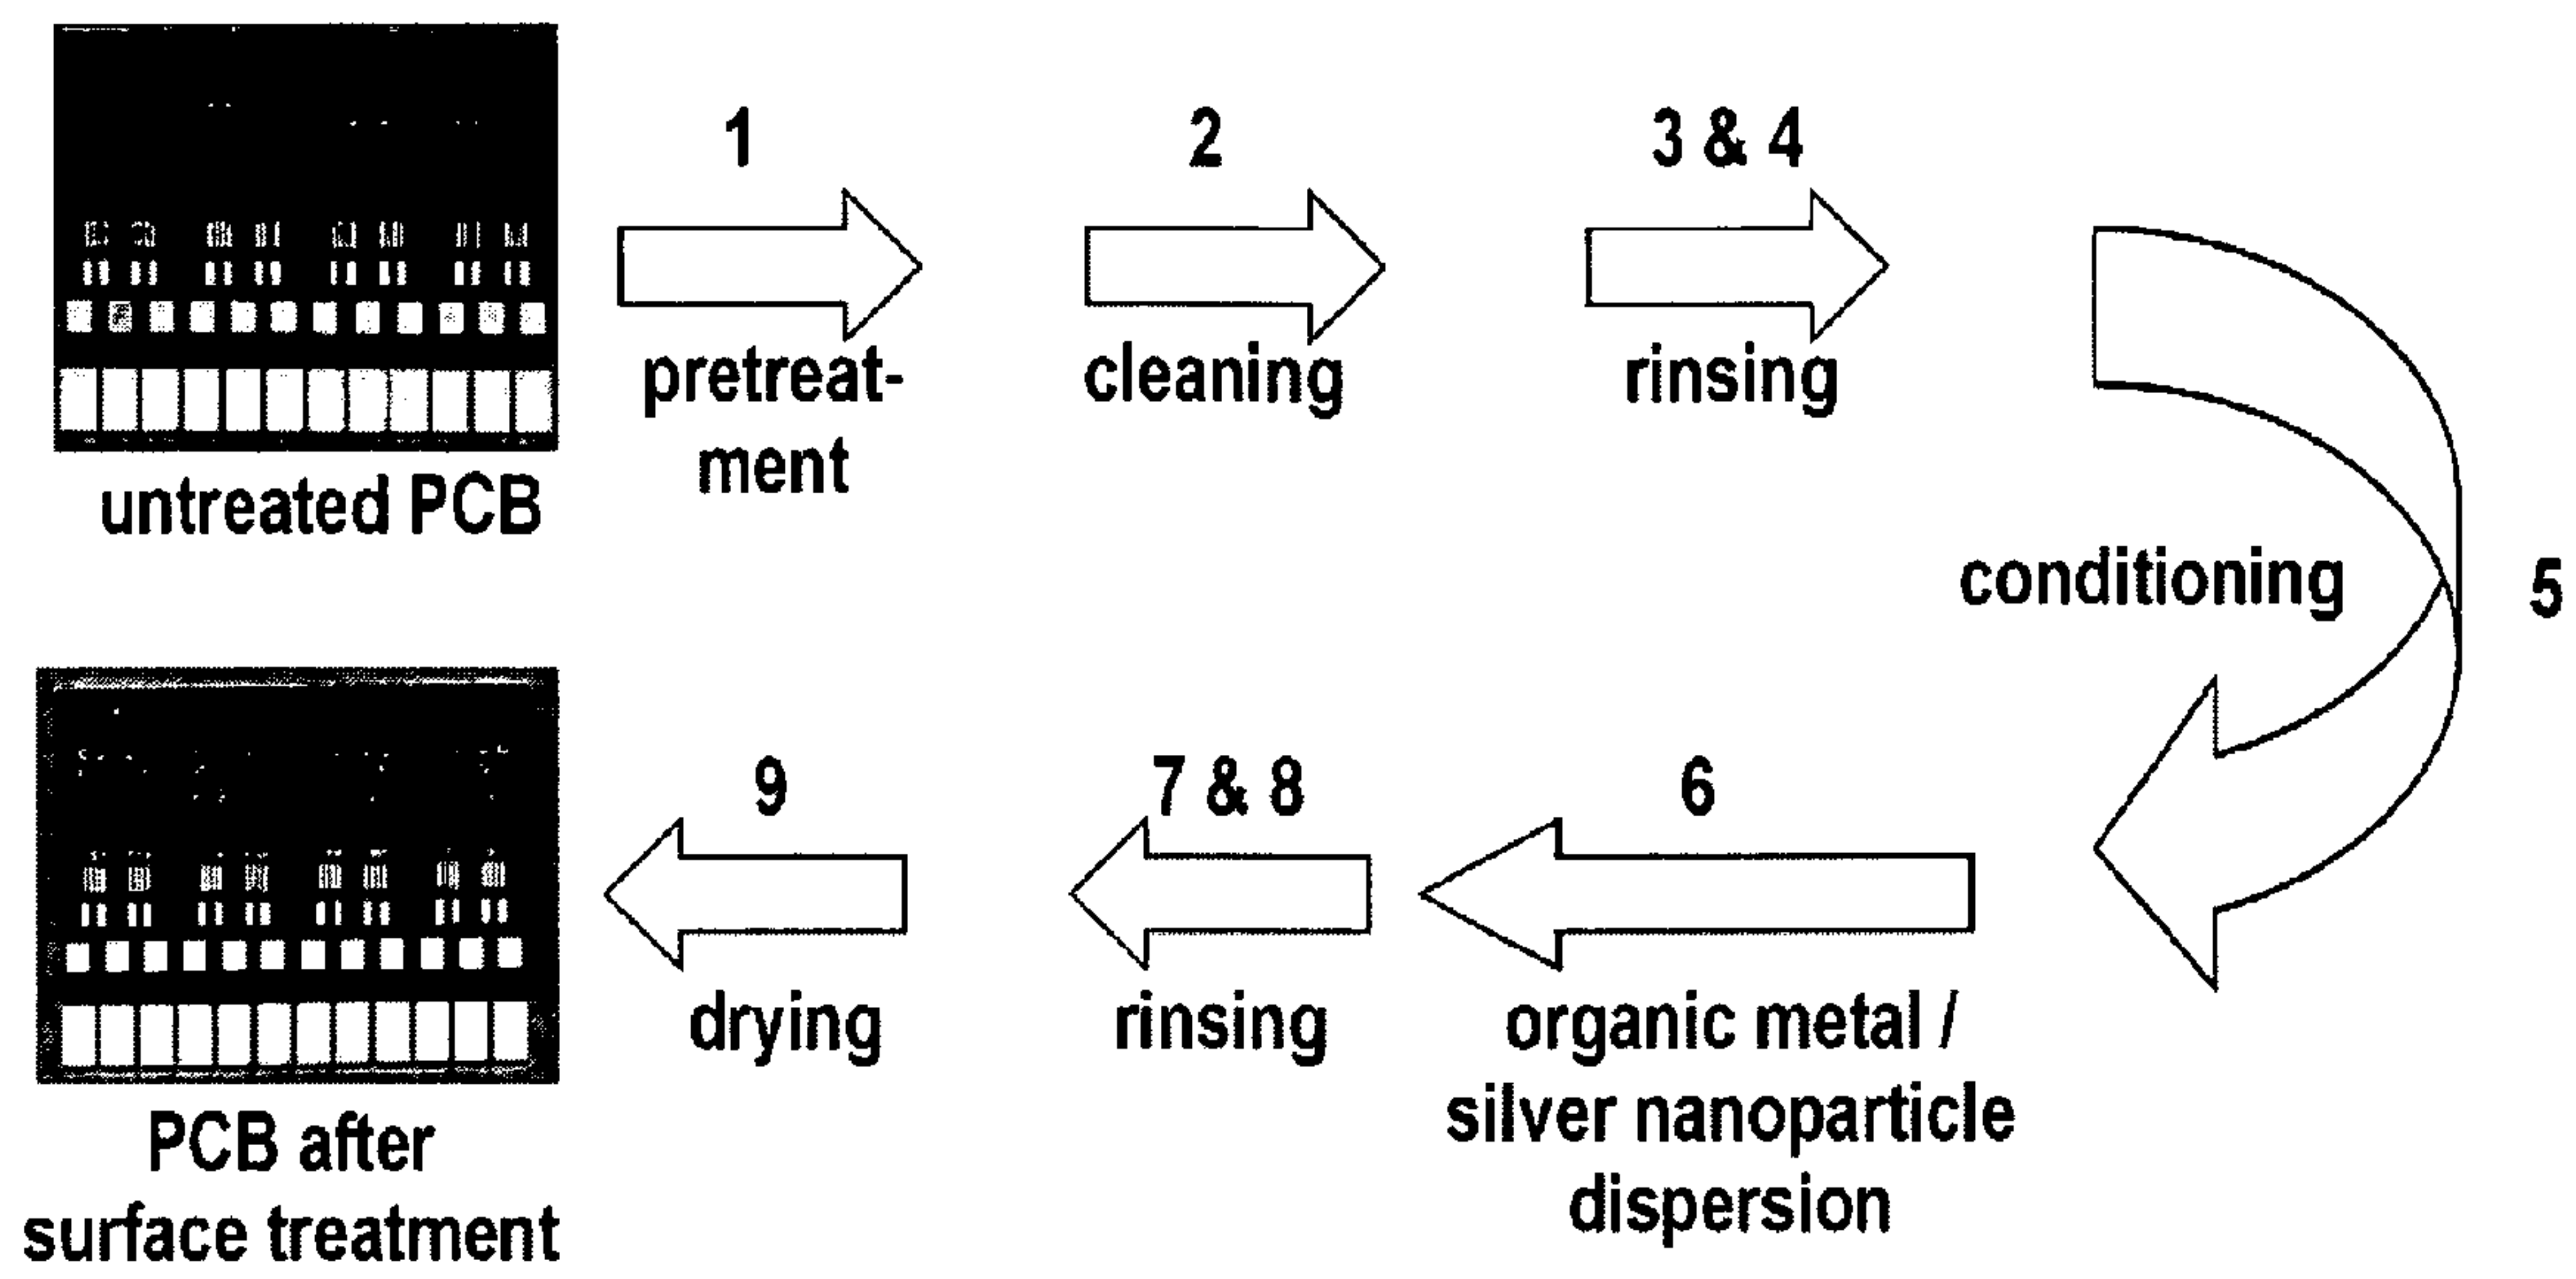 1
2
3 & 4
pretreat-
ment
cleaning
rinsing
untreated PCB
conditioning
5
9
7 & 8
6
drying
rinsing
organic metal /
silver nanoparticle
dispersion
PCB after
surface treatment